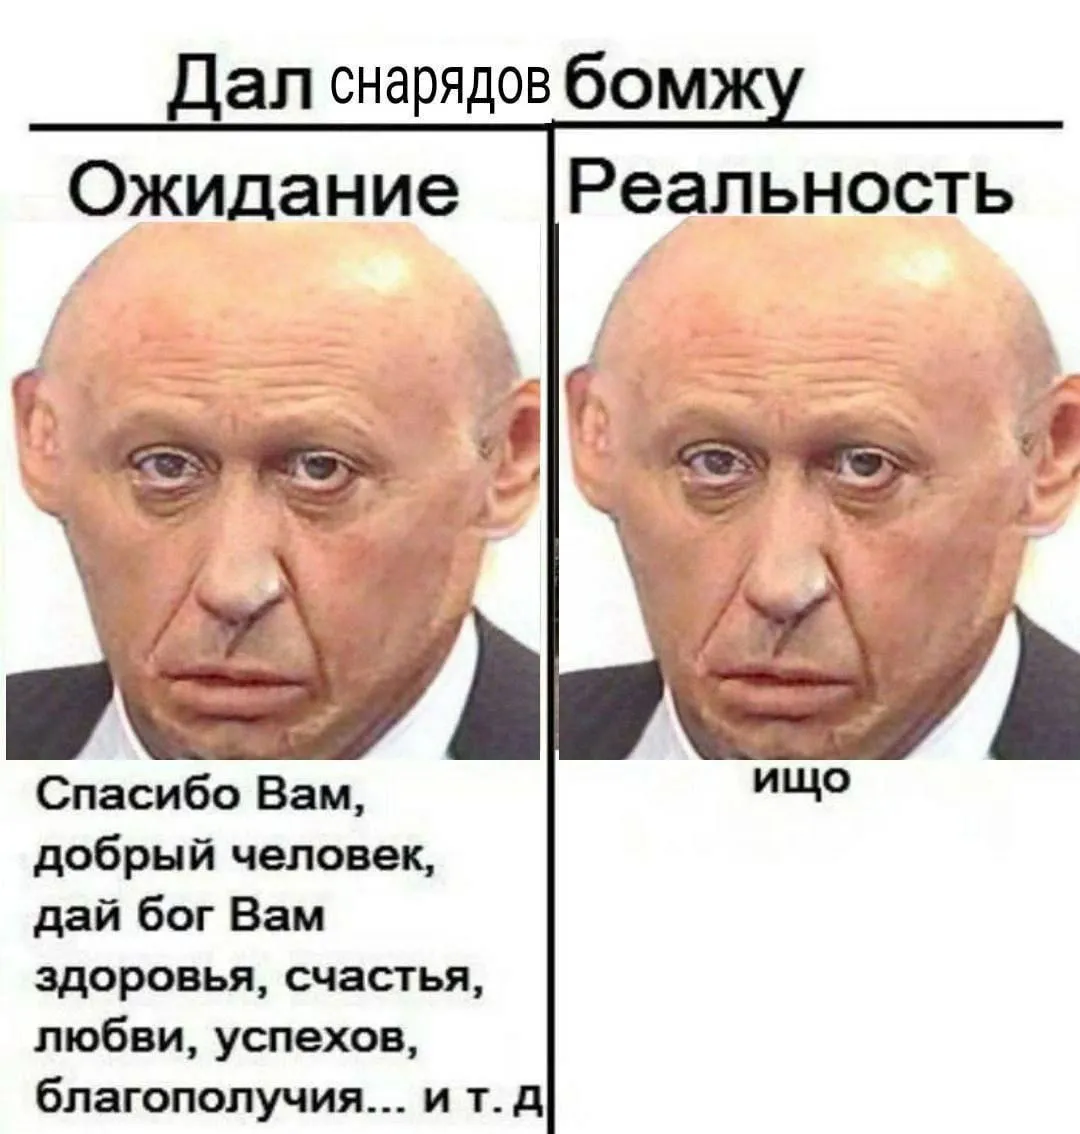 Дал снарядов бомжу
Ожидание
Реальность
Спасибо Вам,
добрый человек,
дай бог Вам
здоровья, счастья,
любви, успехов,
благополучия... и т. д
ищо